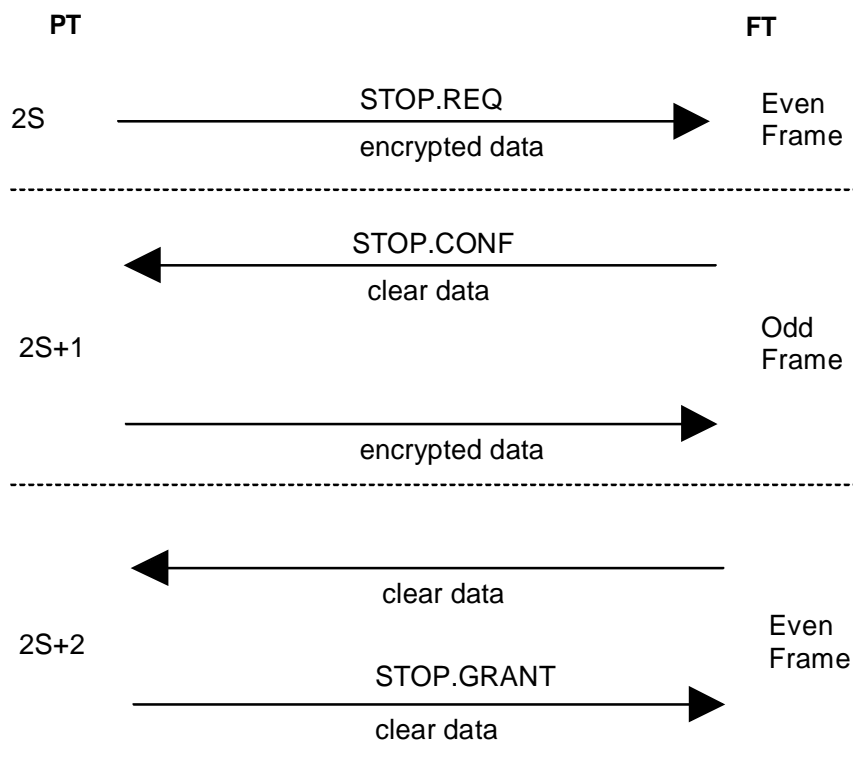 PT
FT
2S
STOP.REQ
encrypted data
Even
Frame
STOP.CONF
clear data
2S+1
Odd
Frame
encrypted data
clear data
2S+2
Even
Frame
STOP.GRANT
clear data